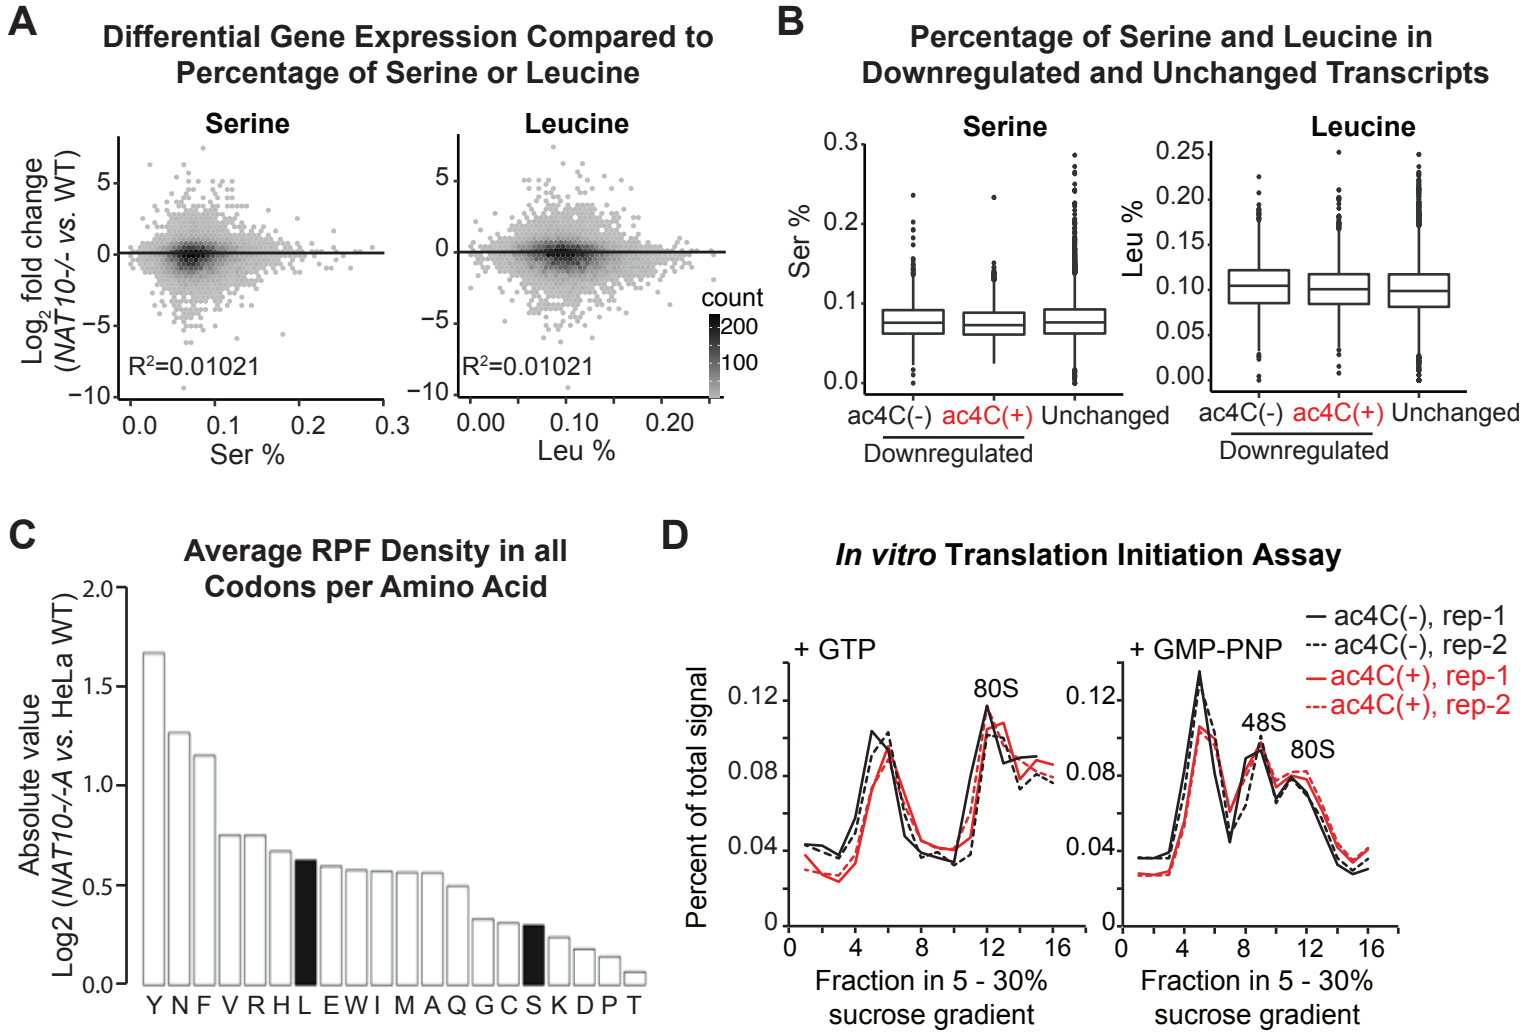 A
Differential Gene Expression Compared to
Percentage of Serine or Leucine
Serine
Leucine
Log2 fold change
(NAT10-/- vs. WT)
5
0
−5
−10
R²=0.01021
0.0 0.1 0.2 0.3
Ser %
5
0
−5
−10
R²=0.01021
0.00 0.10 0.20
Leu %
count
200
100
B
Percentage of Serine and Leucine in
Downregulated and Unchanged Transcripts
Serine
Leucine
Ser %
0.3
0.2
0.1
0.0
ac4C(-) ac4C(+) Unchanged
Downregulated
Leu %
0.25
0.20
0.15
0.10
0.05
0.00
ac4C(-) ac4C(+) Unchanged
Downregulated
C
Average RPF Density in all
Codons per Amino Acid
Absolute value
Log2 (NAT10-/-A vs. HeLa WT)
2.0
1.5
1.0
0.5
0.0
Y N F V R H L E W I M A Q G C S K D P T
D
In vitro Translation Initiation Assay
ac4C(-), rep-1
ac4C(-), rep-2
ac4C(+), rep-1
ac4C(+), rep-2
+ GTP
80S
Percent of total signal
0.12
0.08
0.04
0
0 4 8 12 16
Fraction in 5 - 30%
sucrose gradient
+ GMP-PNP
48S
80S
0.12
0.08
0.04
0
0 4 8 12 16
Fraction in 5 - 30%
sucrose gradient